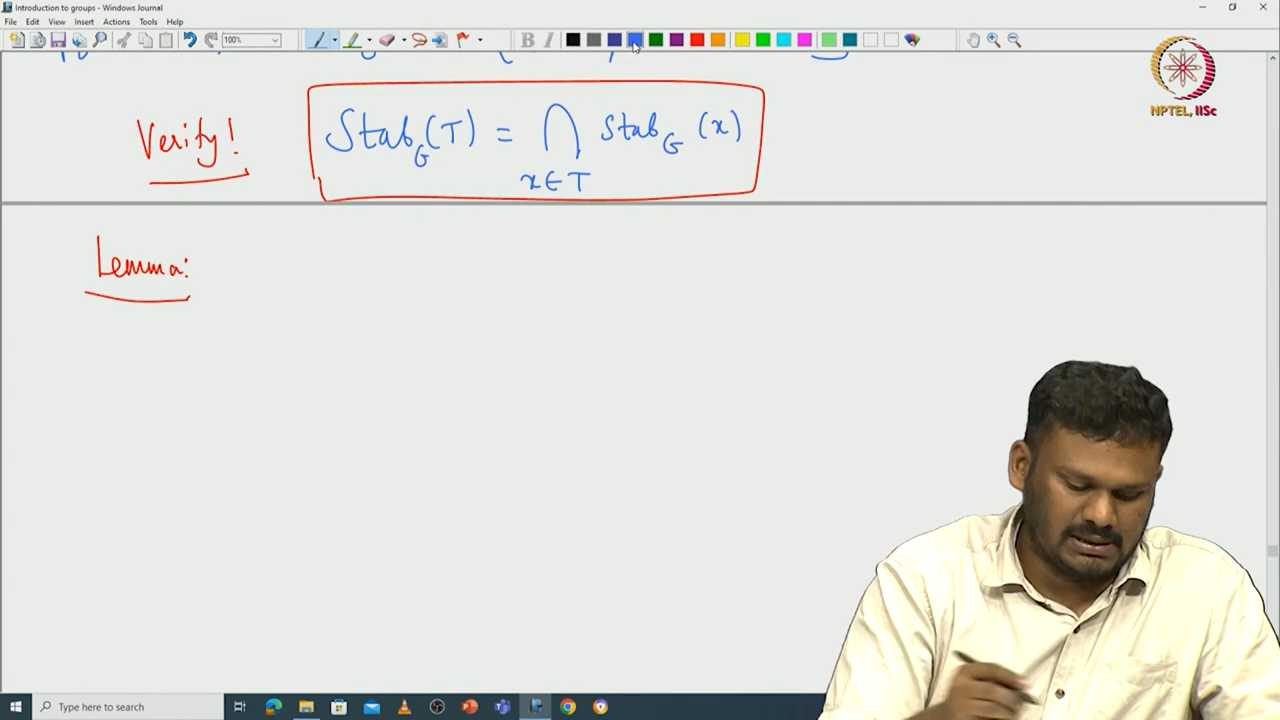 Introduction to groups - Windows Journal
File Edit View Insert Actions Tools Help
100%
B I
NPTEL, IISc
Verify! Stab_G(T) = ⋂_{x∈T} Stab_G(x)
Lemma:
Type here to search